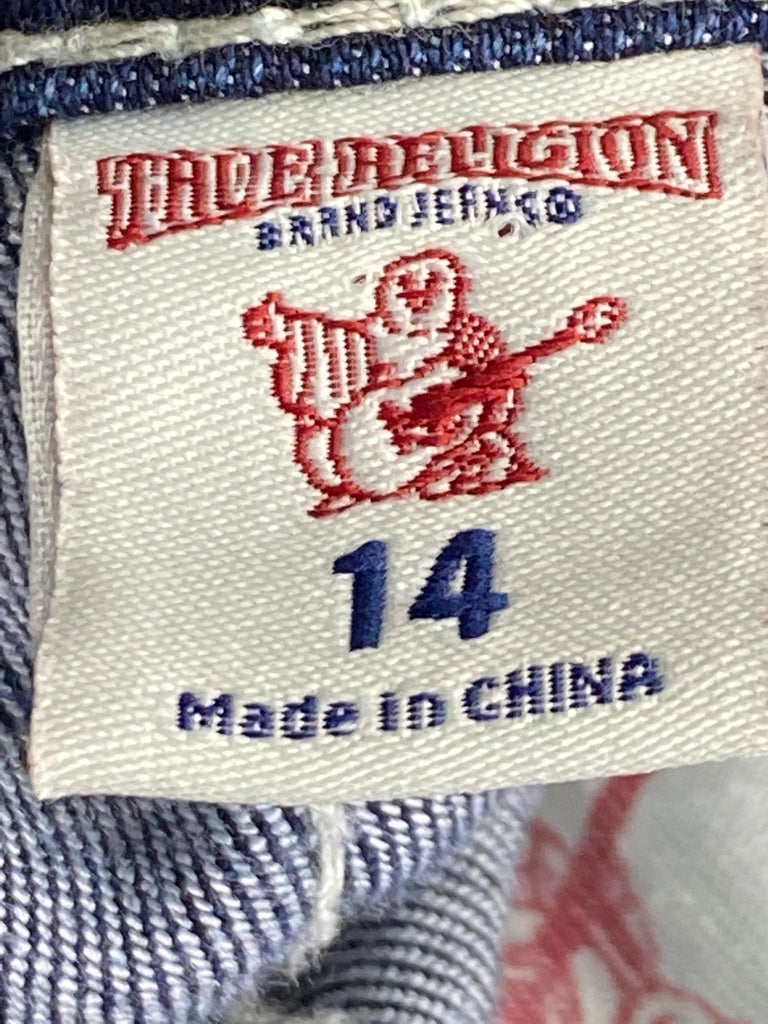 TRUE RELIGION
BRAND JEANS CO ®
14
Made in CHINA